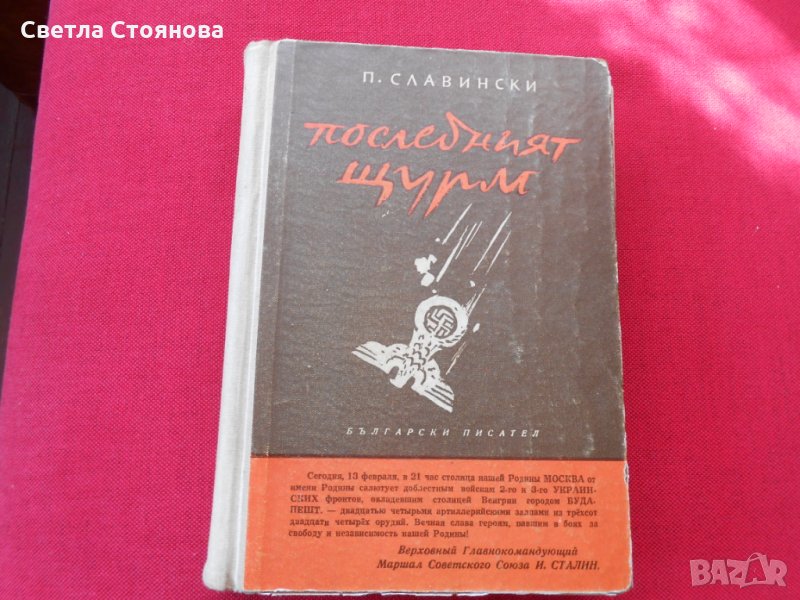 Светла Стоянова
П. СЛАВИНСКИ
последният
щурм
БЪЛГАРСКИ ПИСАТЕЛ
Сегодня, 13 февраля, в 21 час столица нашей Родины МОСКВА от
имени Родины салютует доблестным войскам 2-го и 3-го УКРАИН-
СКИХ фронтов, овладевшим столицей Венгрии городом БУДА-
ПЕШТ. — двадцатью четырьмя артиллерийскими залпами из трёхсот
двадцать четырёх орудий. Вечная слава героям, павшим в боях за
свободу и независимость нашей Родины!
Верховный Главнокомандующий
Маршал Советского Союза И. СТАЛИН.
BAZAR